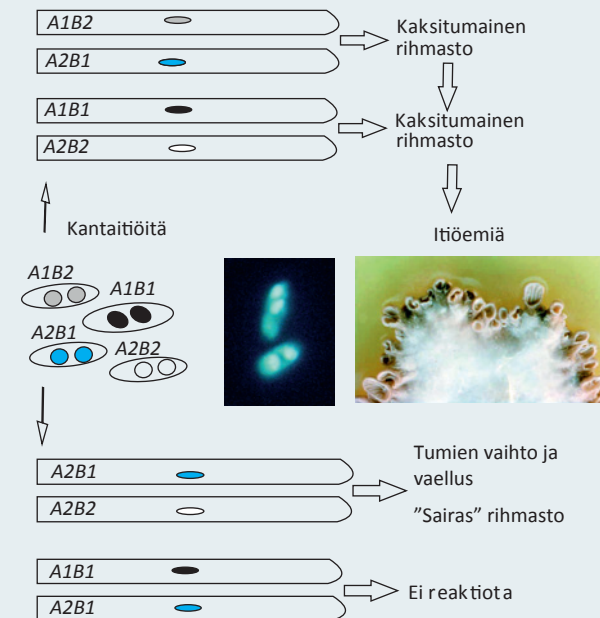 A1B2
A2B1
Kaksitumainen
rihmasto
A1B1
A2B2
Kaksitumainen
rihmasto
Kantaitiöitä
Itiöemiä
A1B2
A1B1
A2B1
A2B2
A2B1
A2B2
Tumien vaihto ja
vaellus
”Sairas” rihmasto
A1B1
A2B1
Ei reaktiota